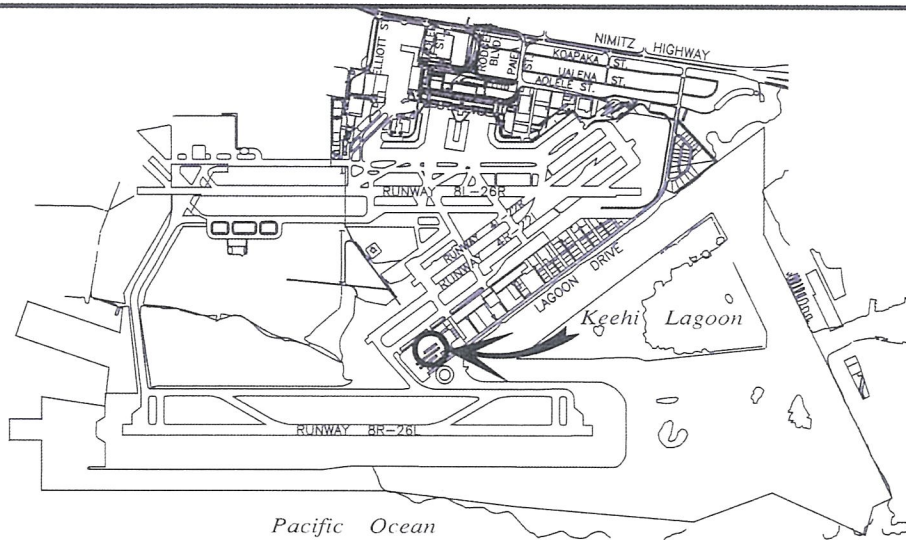 NIMITZ HIGHWAY
ELLIOTT ST.
RODGERS BLVD.
PAIEA ST.
KOAPAKA ST.
UALENA ST.
AOLELE ST.
RUNWAY 8L-26R
RUNWAY 4L-22R
RUNWAY 4R-22L
LAGOON DRIVE
Keehi Lagoon
RUNWAY 8R-26L
Pacific Ocean